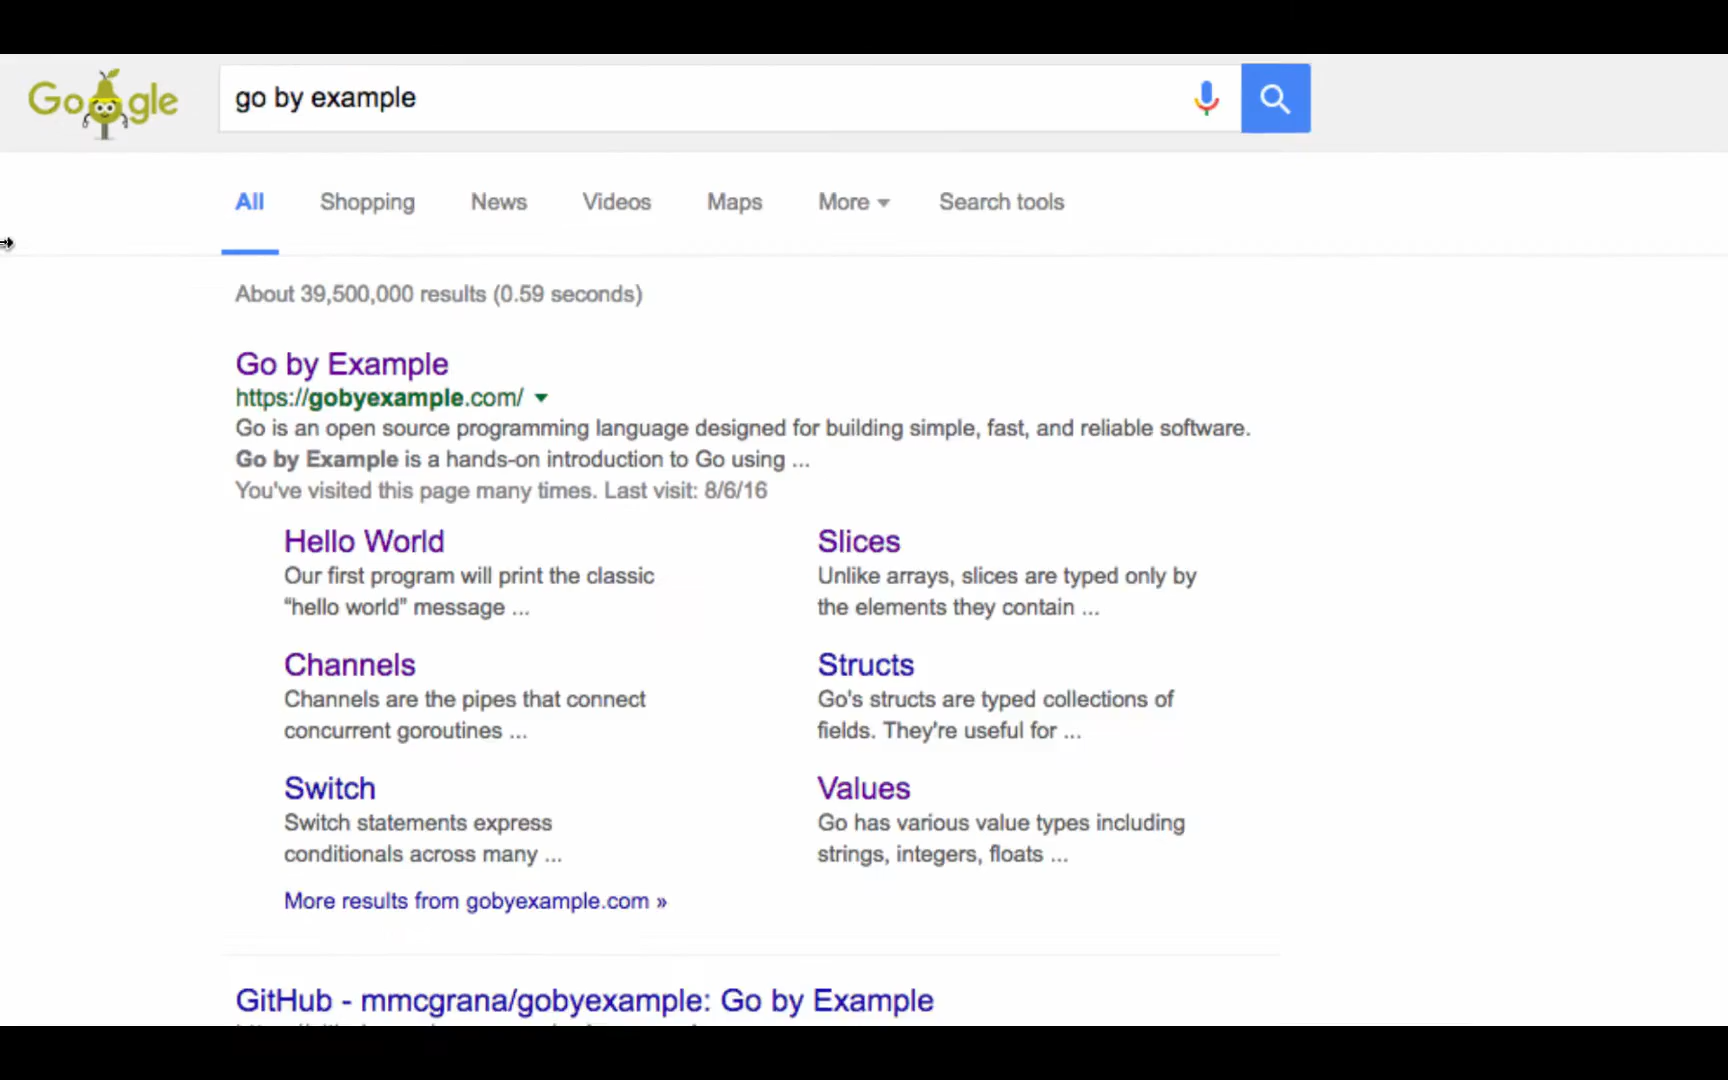 Google
go by example
All Shopping News Videos Maps More Search tools
About 39,500,000 results (0.59 seconds)
Go by Example
https://gobyexample.com/
Go is an open source programming language designed for building simple, fast, and reliable software.
Go by Example is a hands-on introduction to Go using ...
You've visited this page many times. Last visit: 8/6/16
Hello World
Our first program will print the classic
“hello world” message ...
Slices
Unlike arrays, slices are typed only by
the elements they contain ...
Channels
Channels are the pipes that connect
concurrent goroutines ...
Structs
Go's structs are typed collections of
fields. They're useful for ...
Switch
Switch statements express
conditionals across many ...
Values
Go has various value types including
strings, integers, floats ...
More results from gobyexample.com »
GitHub - mmcgrana/gobyexample: Go by Example